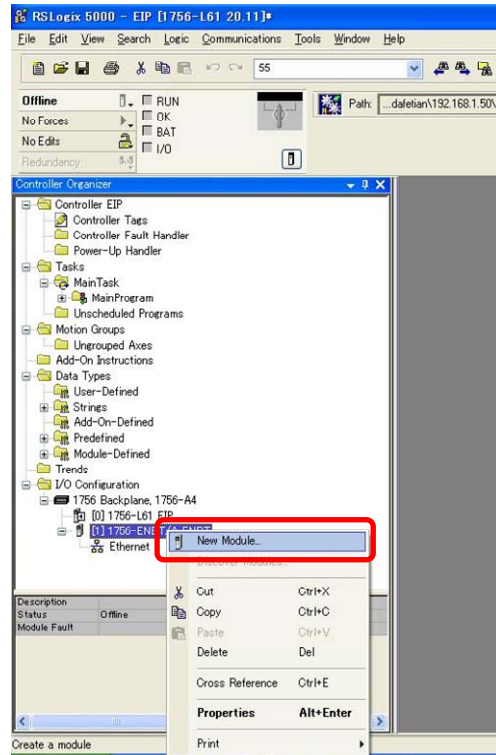 RSLogix 5000 - EIP [1756-L61 20.11]*
File Edit View Search Logic Communications Tools Window Help
55
Offline
RUN
No Forces
OK
BAT
No Edits
I/O
Redundancy
Path: ...dafetian\192.168.1.50\
Controller Organizer
Controller EIP
Controller Tags
Controller Fault Handler
Power-Up Handler
Tasks
MainTask
MainProgram
Unscheduled Programs
Motion Groups
Ungrouped Axes
Add-On Instructions
Data Types
User-Defined
Strings
Add-On-Defined
Predefined
Module-Defined
Trends
I/O Configuration
1756 Backplane, 1756-A4
[0] 1756-L61 EIP
[1] 1756-ENBT/A ENBT
Ethernet
New Module...
Discover Modules...
Cut Ctrl+X
Copy Ctrl+C
Paste Ctrl+V
Delete Del
Cross Reference Ctrl+E
Properties Alt+Enter
Print
Description
Status Offline
Module Fault
Create a module